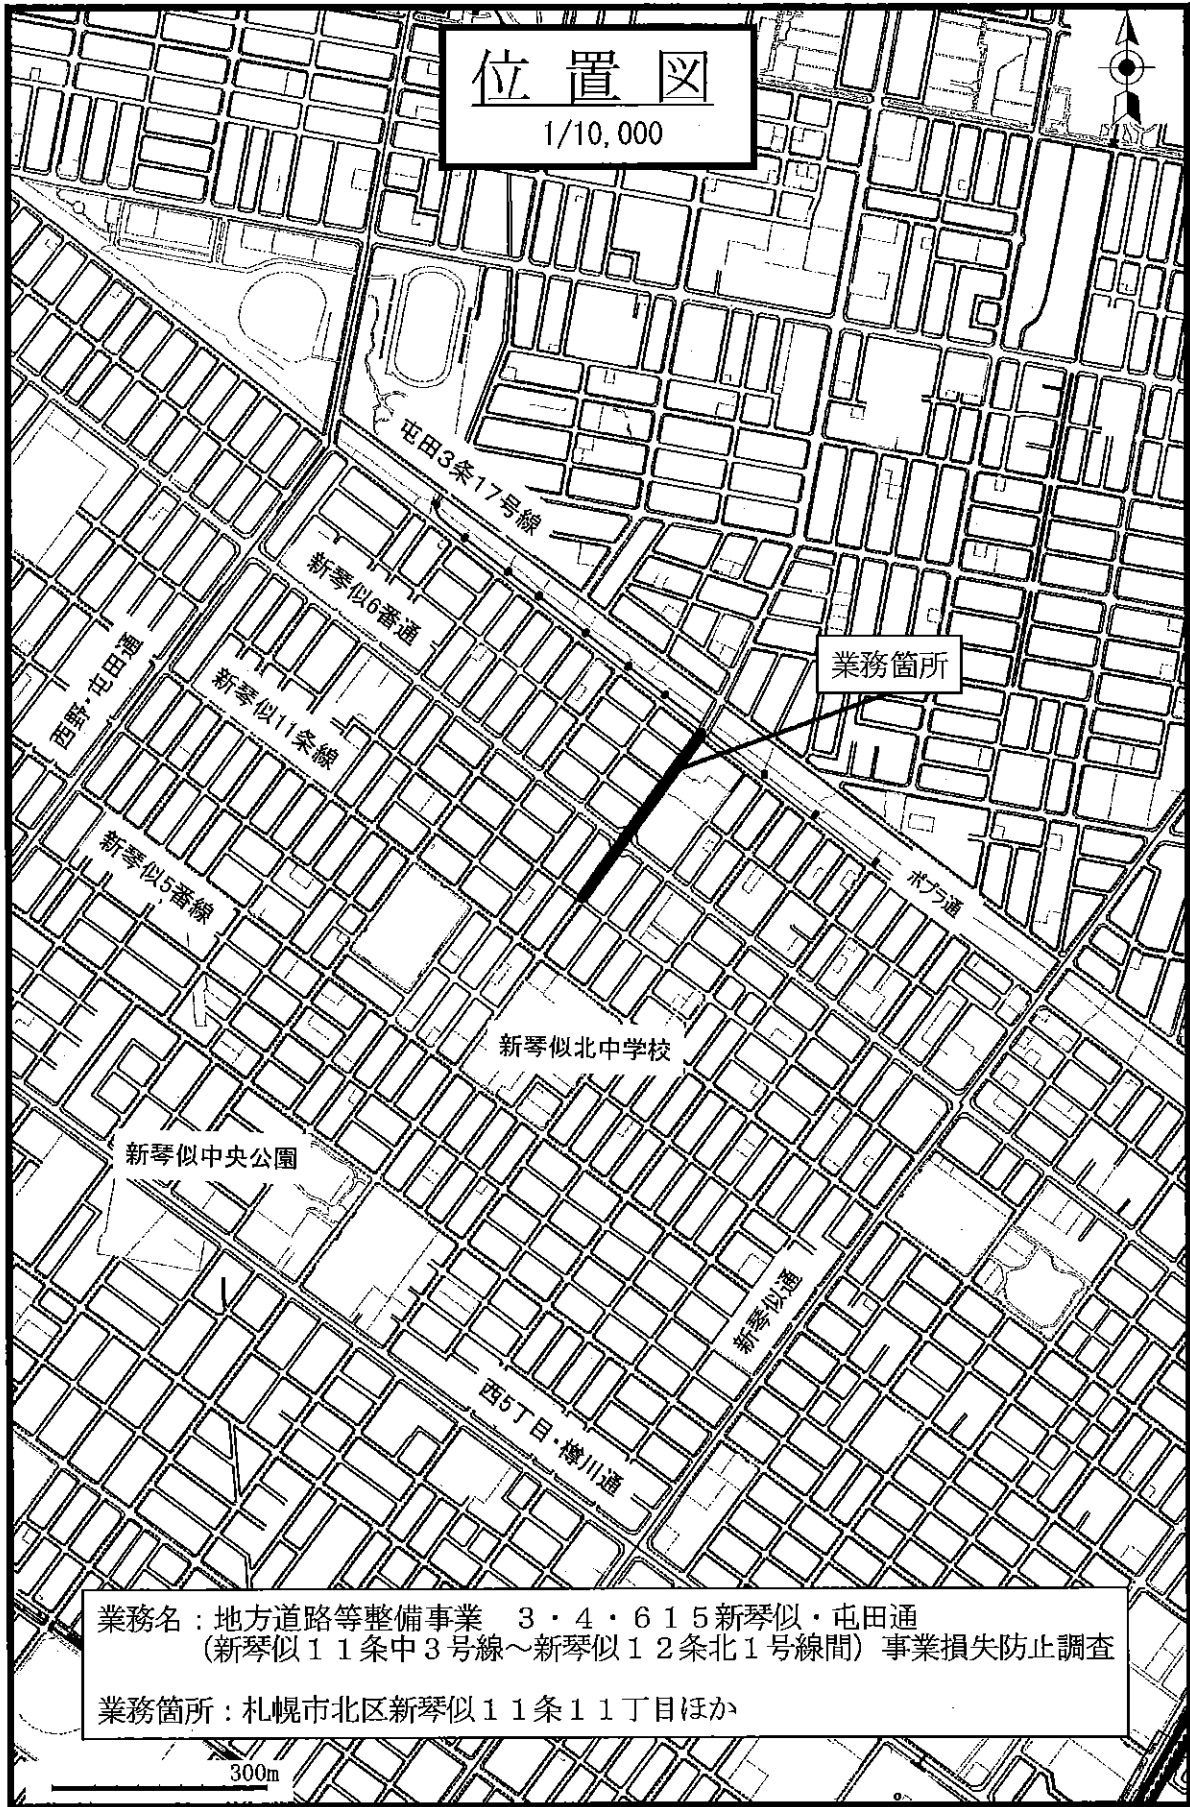 位置図
1/10,000
屯田3条17号線
新琴似6番通
業務箇所
西野・屯田通
新琴似11条線
新琴似5番線
ポプラ通
新琴似北中学校
新琴似中央公園
新琴似通
西5丁目・樽川通
業務名：地方道路等整備事業　３・４・６１５新琴似・屯田通
（新琴似１１条中３号線～新琴似１２条北１号線間）事業損失防止調査
業務箇所：札幌市北区新琴似１１条１１丁目ほか
300m